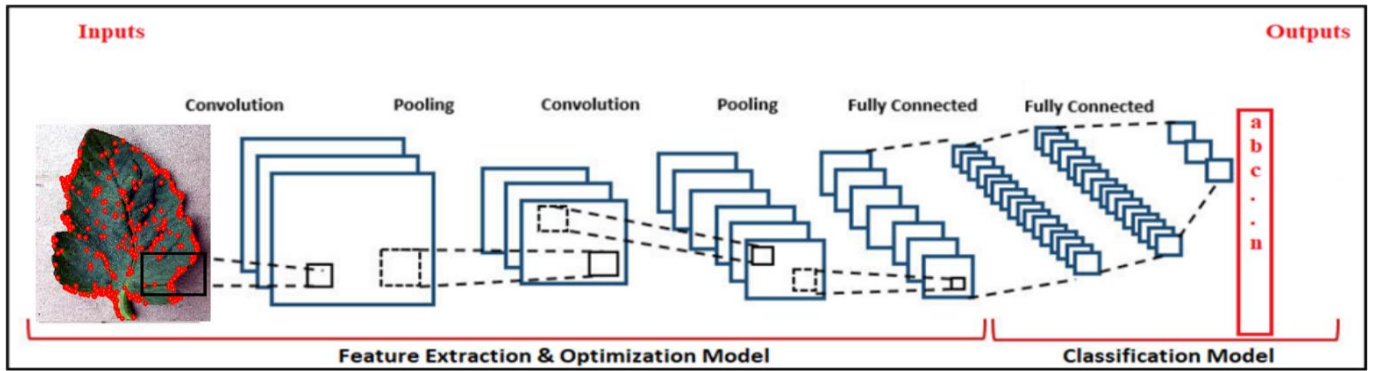 Inputs
Outputs
Convolution
Pooling
Convolution
Pooling
Fully Connected
Fully Connected
a
b
c
.
.
n
Feature Extraction & Optimization Model
Classification Model